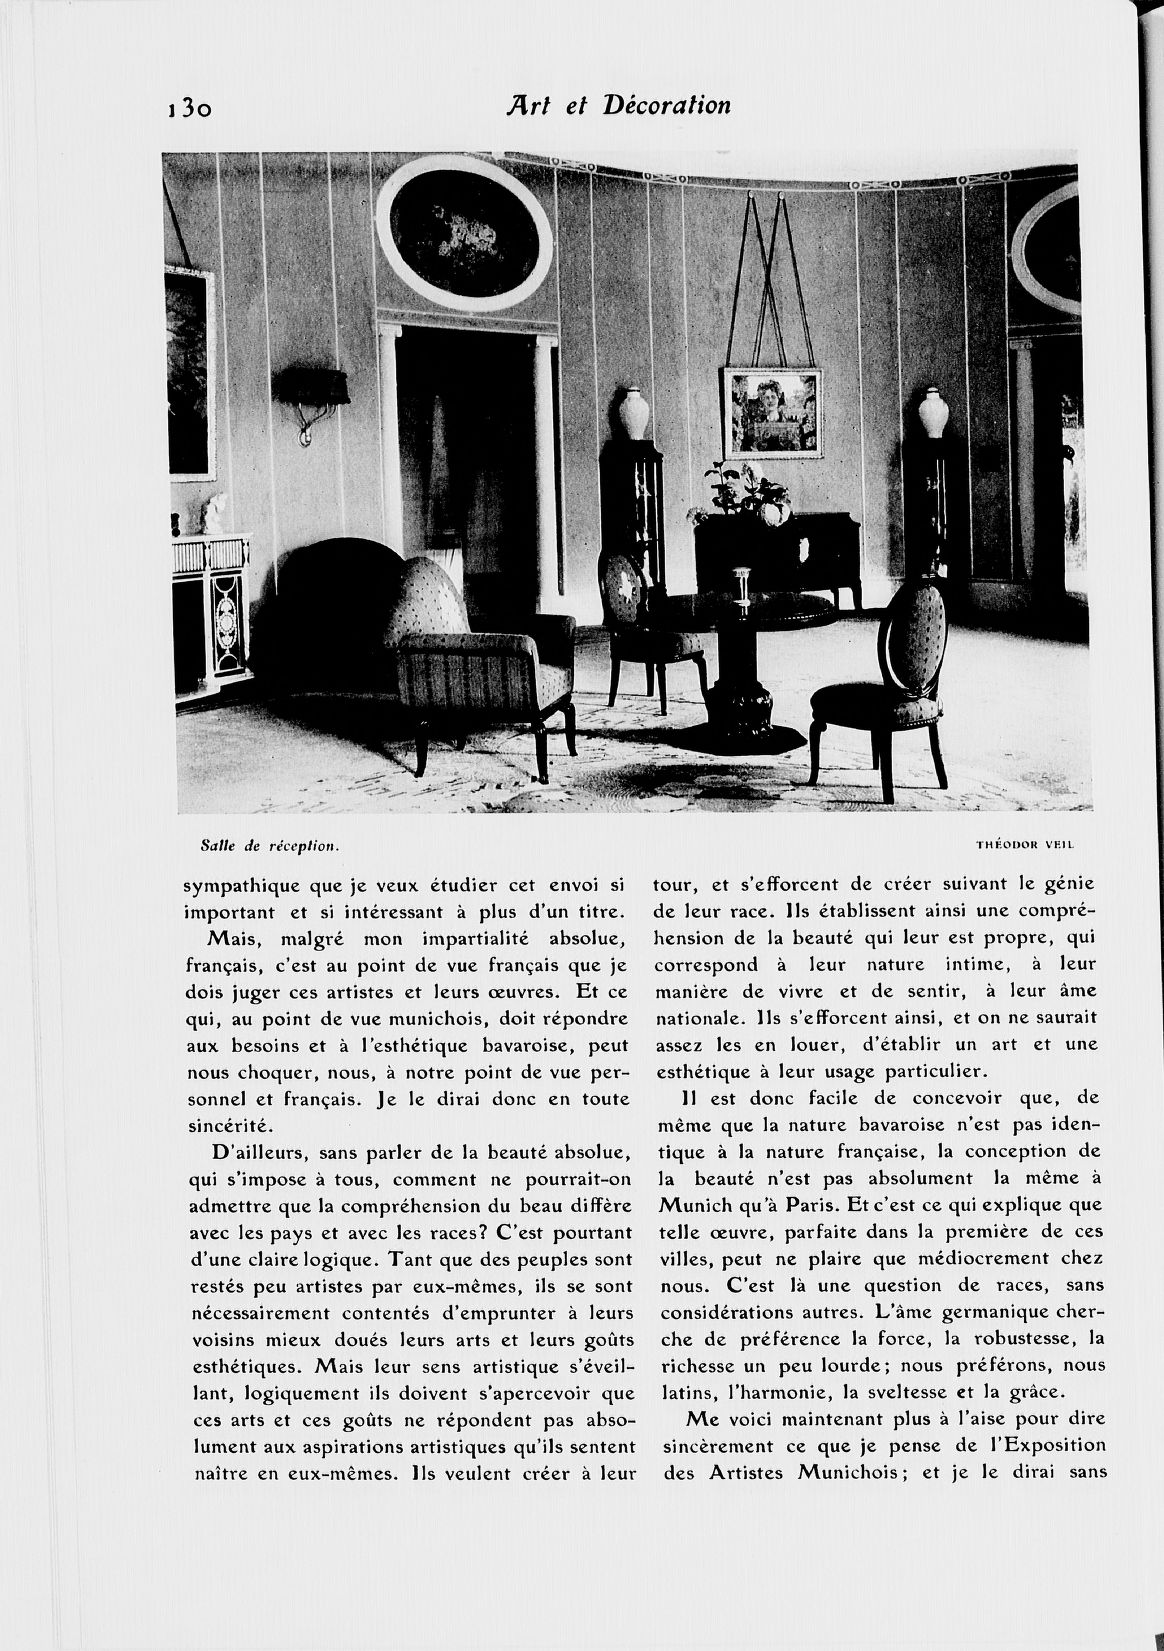 130
Art et Décoration
Salle de réception.
THÉODOR VEIL
sympathique que je veux étudier cet envoi si
important et si intéressant à plus d'un titre.
Mais, malgré mon impartialité absolue,
français, c'est au point de vue français que je
dois juger ces artistes et leurs œuvres. Et ce
qui, au point de vue munichois, doit répondre
aux besoins et à l'esthétique bavaroise, peut
nous choquer, nous, à notre point de vue per-
sonnel et français. Je le dirai donc en toute
sincérité.
D'ailleurs, sans parler de la beauté absolue,
qui s'impose à tous, comment ne pourrait-on
admettre que la compréhension du beau diffère
avec les pays et avec les races? C'est pourtant
d'une claire logique. Tant que des peuples sont
restés peu artistes par eux-mêmes, ils se sont
nécessairement contentés d'emprunter à leurs
voisins mieux doués leurs arts et leurs goûts
esthétiques. Mais leur sens artistique s'éveil-
lant, logiquement ils doivent s'apercevoir que
ces arts et ces goûts ne répondent pas abso-
lument aux aspirations artistiques qu'ils sentent
naître en eux-mêmes. Ils veulent créer à leur
tour, et s'efforcent de créer suivant le génie
de leur race. Ils établissent ainsi une compré-
hension de la beauté qui leur est propre, qui
correspond à leur nature intime, à leur
manière de vivre et de sentir, à leur âme
nationale. Ils s'efforcent ainsi, et on ne saurait
assez les en louer, d'établir un art et une
esthétique à leur usage particulier.
Il est donc facile de concevoir que, de
même que la nature bavaroise n'est pas iden-
tique à la nature française, la conception de
la beauté n'est pas absolument la même à
Munich qu'à Paris. Et c'est ce qui explique que
telle œuvre, parfaite dans la première de ces
villes, peut ne plaire que médiocrement chez
nous. C'est là une question de races, sans
considérations autres. L'âme germanique cher-
che de préférence la force, la robustesse, la
richesse un peu lourde; nous préférons, nous
latins, l'harmonie, la sveltesse et la grâce.
Me voici maintenant plus à l'aise pour dire
sincèrement ce que je pense de l'Exposition
des Artistes Munichois; et je le dirai sans